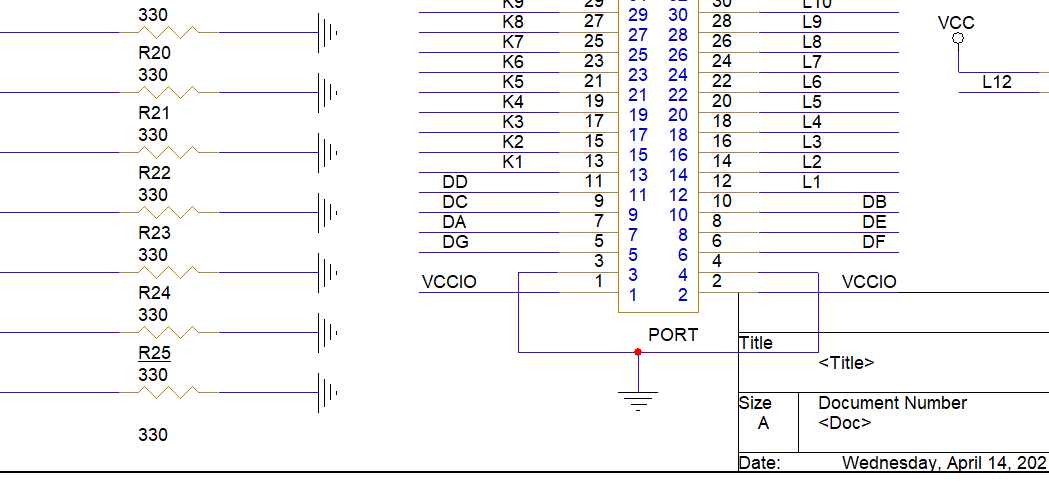 K9 29 31 32 30 L10
330 K8 27 29 30 28 L9 VCC
R20 K7 25 27 28 26 L8
330 K6 23 25 26 24 L7
K5 21 23 24 22 L6 L12
R21 K4 19 21 22 20 L5
330 K3 17 19 20 18 L4
K2 15 17 18 16 L3
R22 K1 13 15 16 14 L2
DD 11 13 14 12 L1
330 DC 9 11 12 10 DB
DA 7 9 10 8 DE
R23 DG 5 7 8 6 DF
330 3 5 6 4
VCCIO 1 3 4 2 VCCIO
R24 1 2
330
PORT
Title
R25 <Title>
330
Size Document Number
A <Doc>
330
Date: Wednesday, April 14, 202